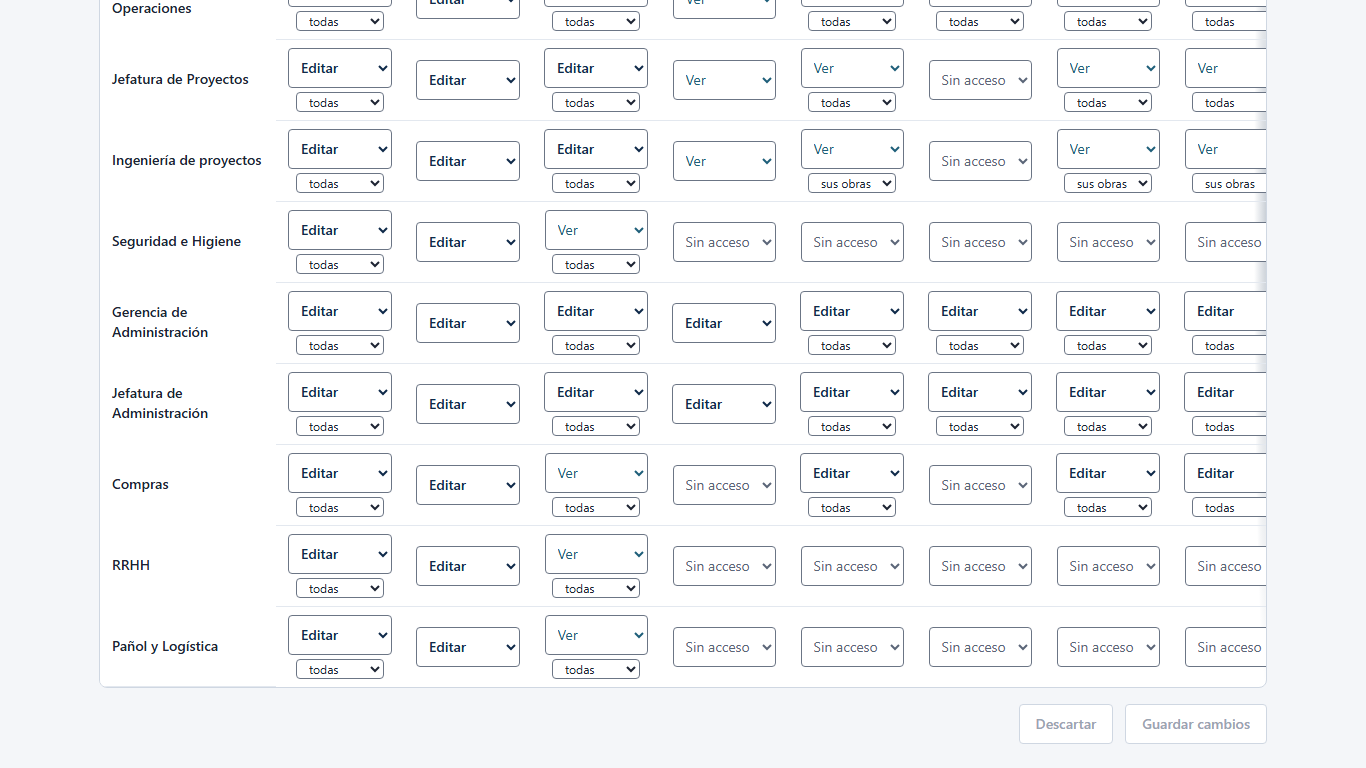 Operaciones
Editar Ver
todas todas todas todas todas todas
Editar Editar Ver Ver Ver
Jefatura de Proyectos Editar Ver Sin acceso
todas todas todas todas todas
Editar Editar Ver Ver Ver
Ingeniería de proyectos Editar Ver Sin acceso
todas todas sus obras sus obras sus obras
Editar Ver
Seguridad e Higiene Editar Sin acceso Sin acceso Sin acceso Sin acceso Sin acceso
todas todas
Gerencia de Administración
Editar Editar Editar Editar Editar Editar
Editar Editar
todas todas todas todas todas todas
Jefatura de Administración
Editar Editar Editar Editar Editar Editar
Editar Editar
todas todas todas todas todas todas
Editar Ver Editar Editar Editar
Compras Editar Sin acceso Sin acceso
todas todas todas todas todas
Editar Ver
RRHH Editar Sin acceso Sin acceso Sin acceso Sin acceso Sin acceso
todas todas
Editar Ver
Pañol y Logística Editar Sin acceso Sin acceso Sin acceso Sin acceso Sin acceso
todas todas
Descartar Guardar cambios